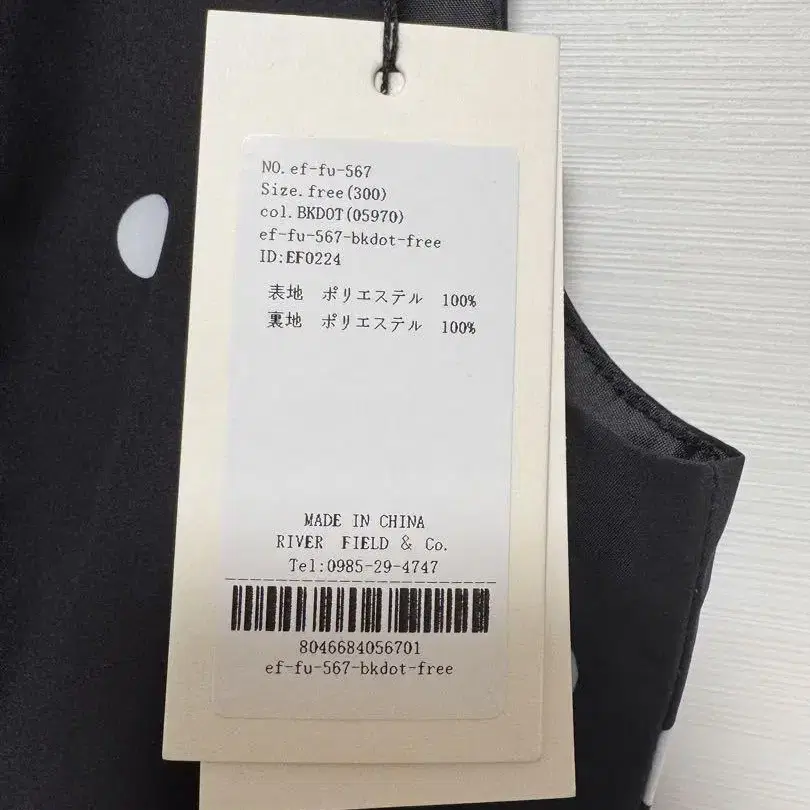 NO.ef-fu-567
Size.free(300)
col.BKDOT(05970)
ef-fu-567-bkdot-free
ID:EF0224
表地 ポリエステル 100%
裏地 ポリエステル 100%
MADE IN CHINA
RIVER FIELD & Co.
Tel:0985-29-4747
8046684056701
ef-fu-567-bkdot-free